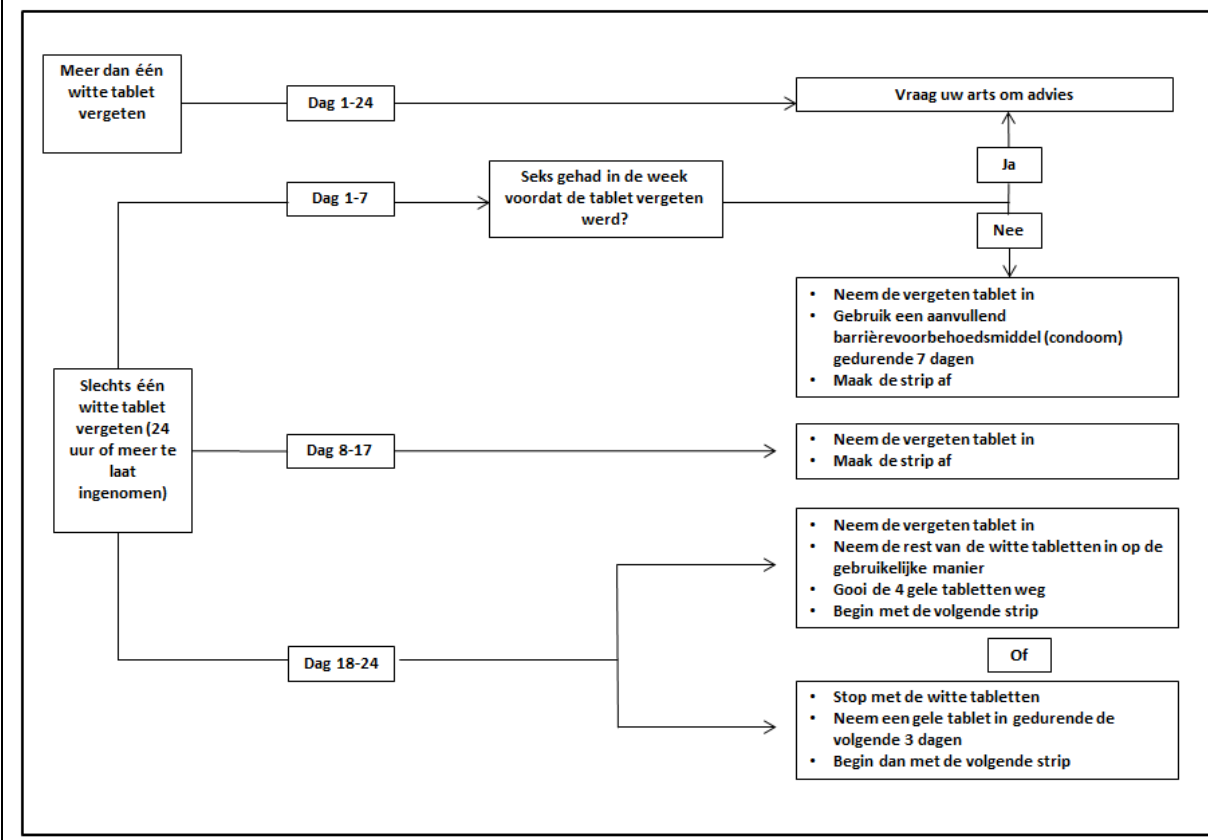 Meer dan één
witte tablet
vergeten
Dag 1-24
Vraag uw arts om advies
Ja
Dag 1-7
Seks gehad in de week
voordat de tablet vergeten
werd?
Nee
• Neem de vergeten tablet in
• Gebruik een aanvullend
barrièrevoorbehoedsmiddel (condoom)
gedurende 7 dagen
• Maak de strip af
Slechts één
witte tablet
vergeten (24
uur of meer te
laat
ingenomen)
Dag 8-17
• Neem de vergeten tablet in
• Maak de strip af
Dag 18-24
• Neem de vergeten tablet in
• Neem de rest van de witte tabletten in op de
gebruikelijke manier
• Gooi de 4 gele tabletten weg
• Begin met de volgende strip
Of
• Stop met de witte tabletten
• Neem een gele tablet in gedurende de
volgende 3 dagen
• Begin dan met de volgende strip